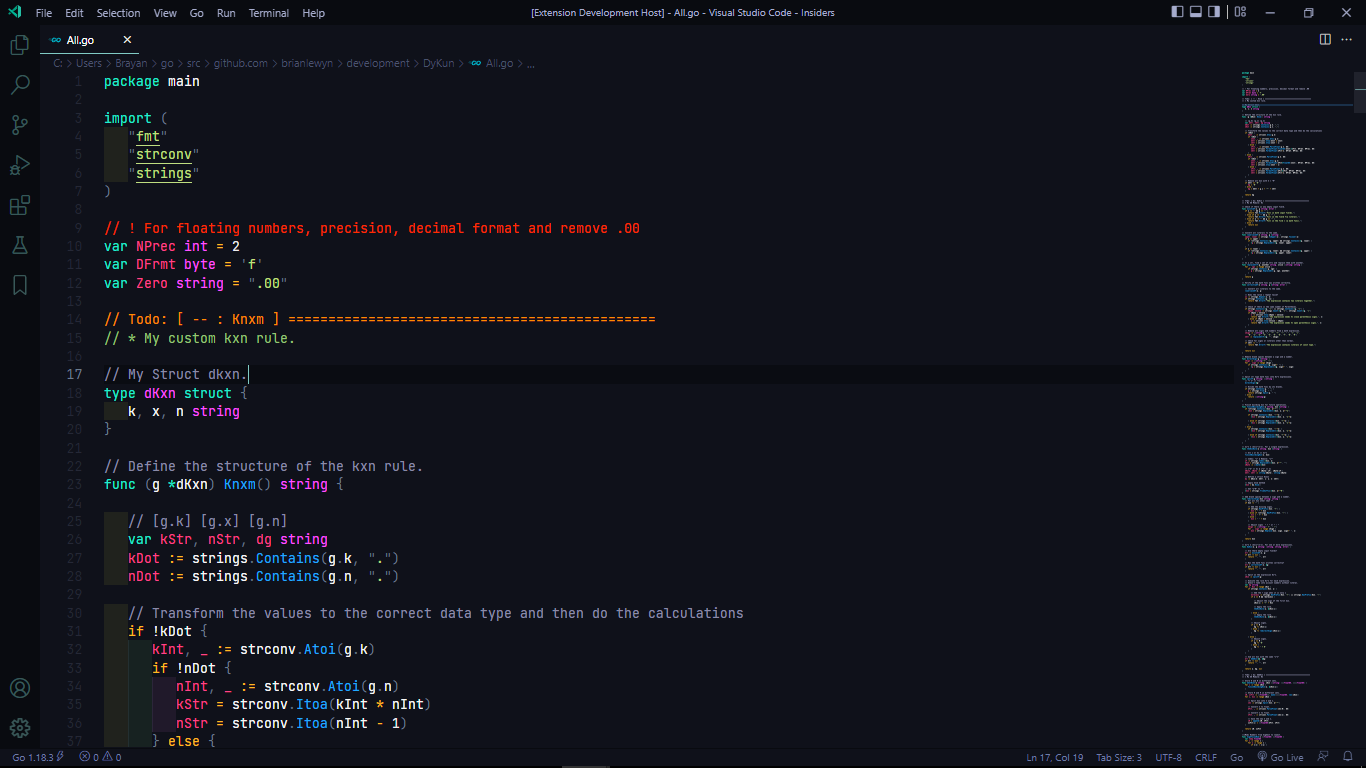 File Edit Selection View Go Run Terminal Help [Extension Development Host] - All.go - Visual Studio Code - Insiders
All.go
C: > Users > Brayan > go > src > github.com > brianlewyn > development > DyKun > All.go > ...
1 package main
2
3 import (
4 "fmt"
5 "strconv"
6 "strings"
7 )
8
9 // ! For floating numbers, precision, decimal format and remove .00
10 var NPrec int = 2
11 var DFrmt byte = 'f'
12 var Zero string = ".00"
13
14 // Todo: [ -- : Knxm ] ==============================================
15 // * My custom kxn rule.
16
17 // My Struct dkxn.
18 type dKxn struct {
19 k, x, n string
20 }
21
22 // Define the structure of the kxn rule.
23 func (g *dKxn) Knxm() string {
24
25 // [g.k] [g.x] [g.n]
26 var kStr, nStr, dg string
27 kDot := strings.Contains(g.k, ".")
28 nDot := strings.Contains(g.n, ".")
29
30 // Transform the values to the correct data type and then do the calculations
31 if !kDot {
32 kInt, _ := strconv.Atoi(g.k)
33 if !nDot {
34 nInt, _ := strconv.Atoi(g.n)
35 kStr = strconv.Itoa(kInt * nInt)
36 nStr = strconv.Itoa(nInt - 1)
37 } else {
Go 1.18.3 0 0 Ln 17, Col 19 Tab Size: 3 UTF-8 CRLF Go Go Live